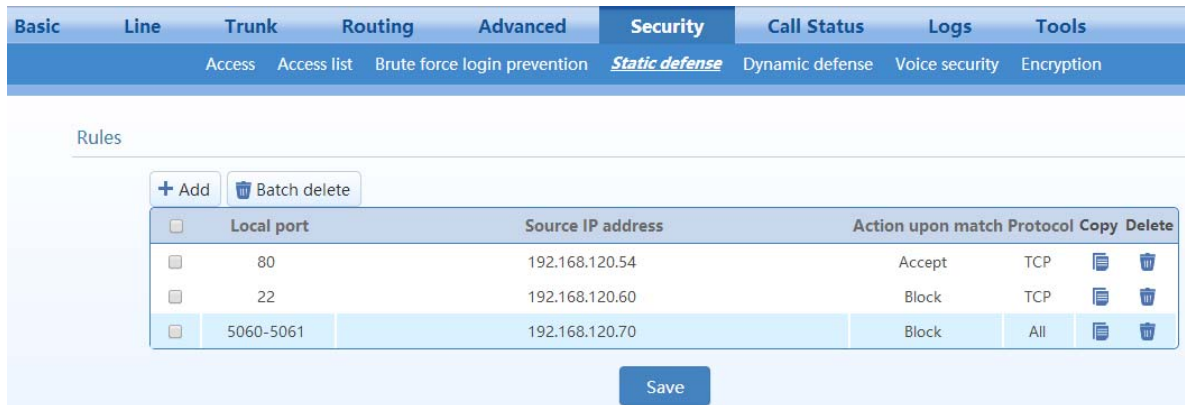 Basic Line Trunk Routing Advanced Security Call Status Logs Tools
Access Access list Brute force login prevention Static defense Dynamic defense Voice security Encryption
Rules
+ Add Batch delete
Local port Source IP address Action upon match Protocol Copy Delete
80 192.168.120.54 Accept TCP
22 192.168.120.60 Block TCP
5060-5061 192.168.120.70 Block All
Save